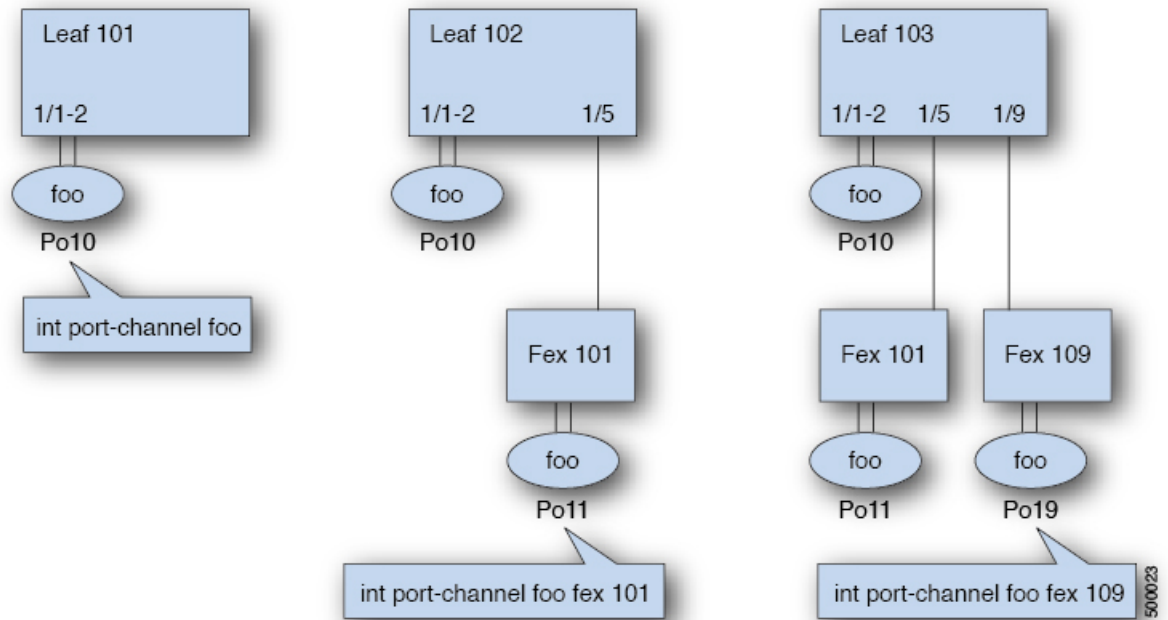 Leaf 101
1/1-2
foo
Po10
int port-channel foo
Leaf 102
1/1-2 1/5
foo
Po10
Fex 101
foo
Po11
int port-channel foo fex 101
Leaf 103
1/1-2 1/5 1/9
foo
Po10
Fex 101
foo
Po11
Fex 109
foo
Po19
int port-channel foo fex 109
500023